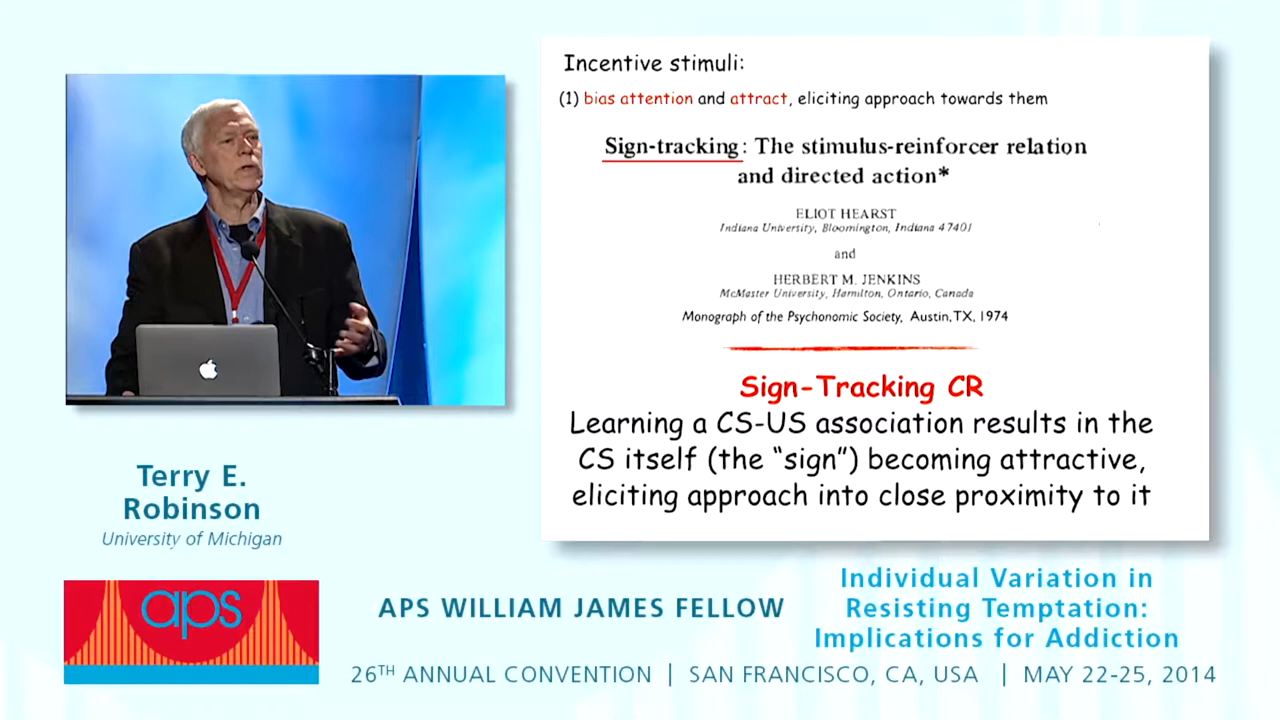 Incentive stimuli:
(1) bias attention and attract, eliciting approach towards them
Sign-tracking: The stimulus-reinforcer relation
and directed action*
ELIOT HEARST
Indiana University, Bloomington, Indiana 47401
and
HERBERT M. JENKINS
McMaster University, Hamilton, Ontario, Canada
Monograph of the Psychonomic Society, Austin,TX, 1974
Sign-Tracking CR
Learning a CS-US association results in the
CS itself (the “sign”) becoming attractive,
eliciting approach into close proximity to it
Terry E.
Robinson
University of Michigan
aps
APS WILLIAM JAMES FELLOW
Individual Variation in
Resisting Temptation:
Implications for Addiction
26TH ANNUAL CONVENTION | SAN FRANCISCO, CA, USA | MAY 22-25, 2014